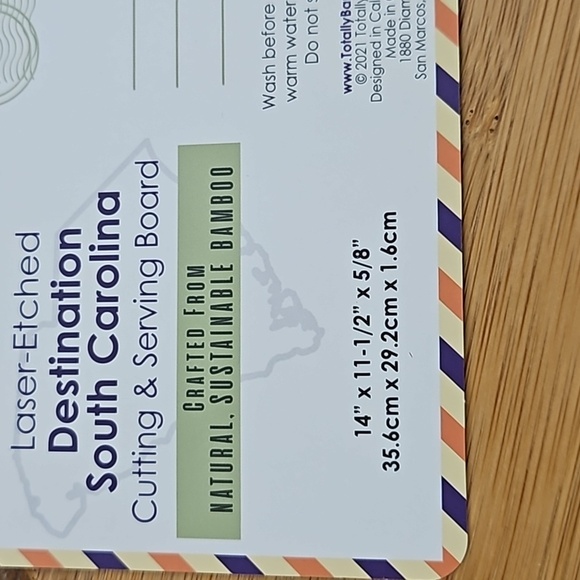 Laser-Etched
Destination
South Carolina
Cutting & Serving Board
CRAFTED FROM
NATURAL, SUSTAINABLE BAMBOO
14" x 11-1/2" x 5/8"
35.6cm x 29.2cm x 1.6cm
Wash before
warm water
Do not
www.TotallyBa
© 2021 Totally
Designed in Cal
Made in
1880 Diam
San Marcos,